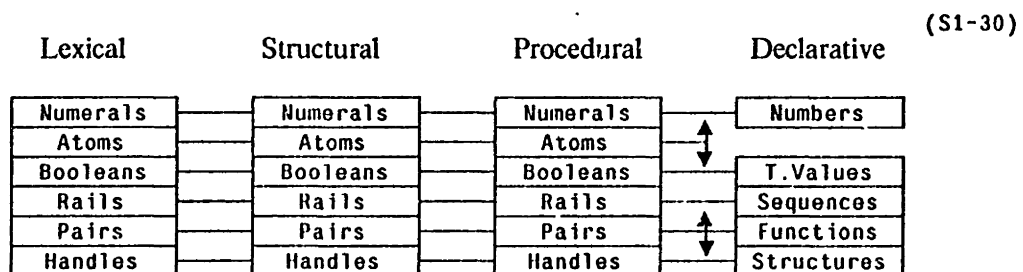 (S1-30)
Lexical Structural Procedural Declarative
Numerals Numerals Numerals Numbers
Atoms Atoms Atoms
Booleans Booleans Booleans T.Values
Rails Rails Rails Sequences
Pairs Pairs Pairs Functions
Handles Handles Handles Structures